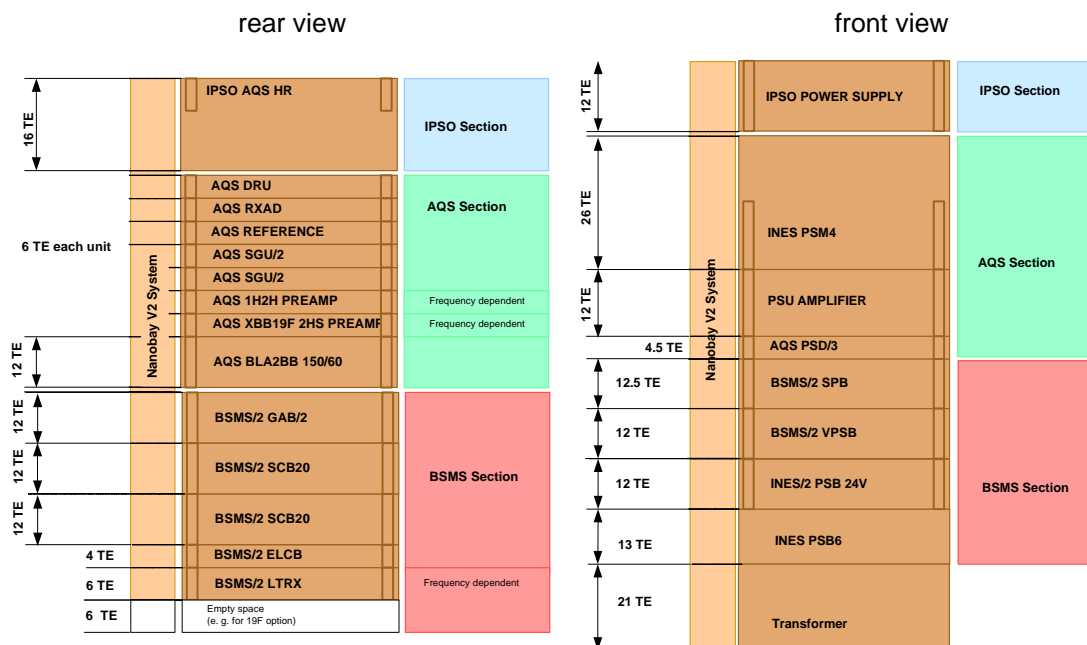 rear view
16 TE
IPSO AQS HR
IPSO Section
6 TE each unit
AQS DRU
AQS RXAD
AQS REFERENCE
AQS SGU/2
AQS SGU/2
AQS 1H2H PREAMP
AQS XBB19F 2HS PREAMP
AQS Section
Frequency dependent
Frequency dependent
Nanobay V2 System
12 TE
AQS BLA2BB 150/60
12 TE
BSMS/2 GAB/2
12 TE
BSMS/2 SCB20
BSMS Section
12 TE
BSMS/2 SCB20
4 TE
BSMS/2 ELCB
6 TE
BSMS/2 LTRX
Frequency dependent
6 TE
Empty space
(e. g. for 19F option)
front view
12 TE
IPSO POWER SUPPLY
IPSO Section
26 TE
INES PSM4
AQS Section
Nanobay V2 System
12 TE
PSU AMPLIFIER
4.5 TE
AQS PSD/3
12.5 TE
BSMS/2 SPB
12 TE
BSMS/2 VPSB
12 TE
INES/2 PSB 24V
BSMS Section
13 TE
INES PSB6
21 TE
Transformer